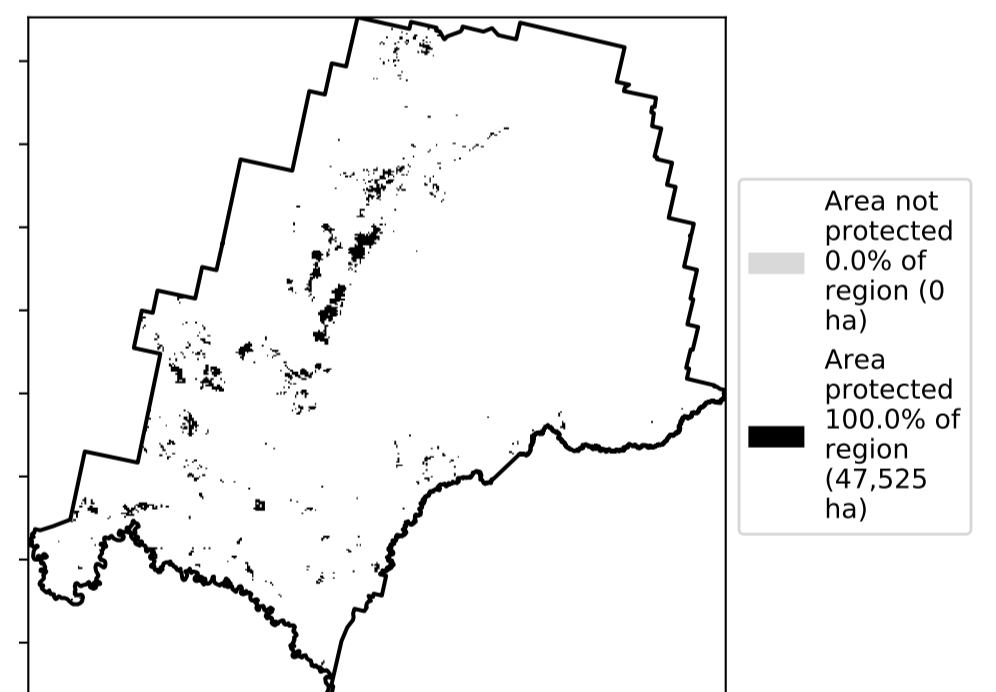 Area not
protected
0.0% of
region (0
ha)
Area
protected
100.0% of
region
(47,525
ha)